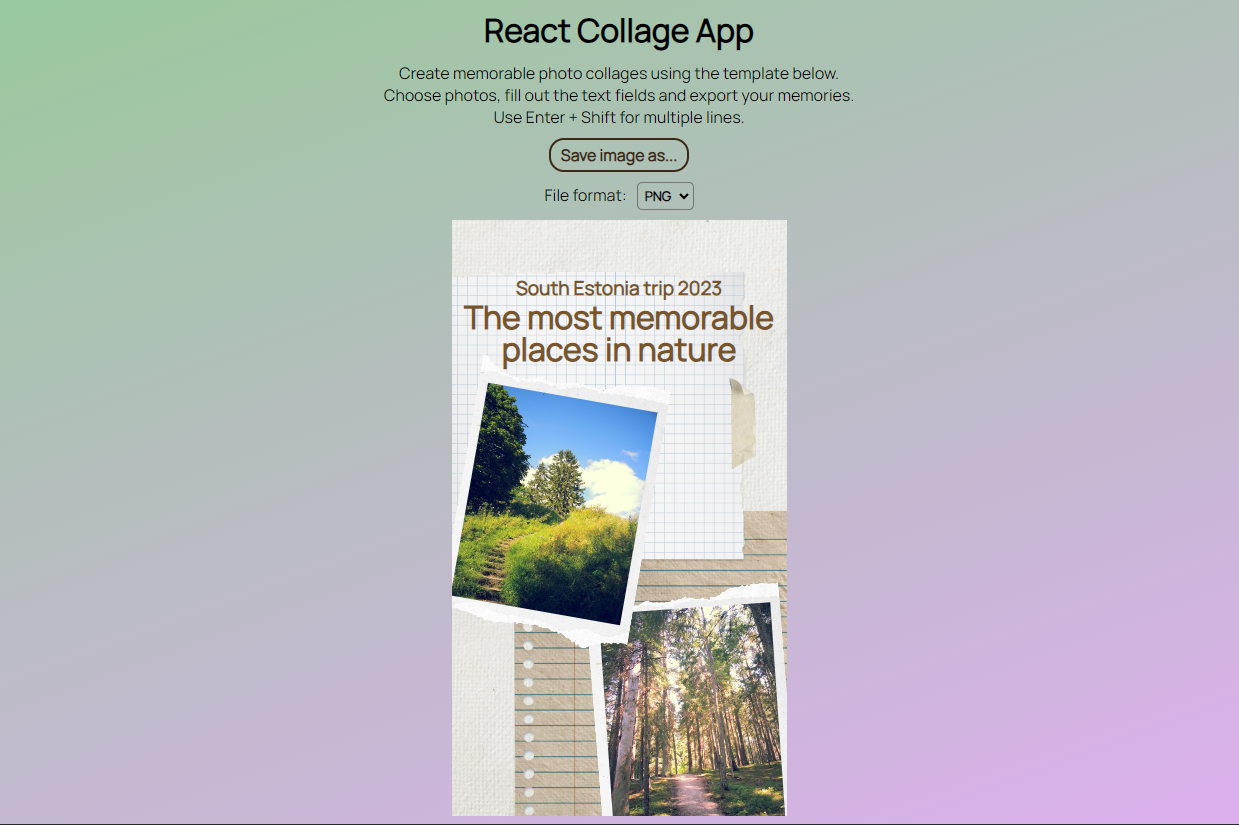 React Collage App
Create memorable photo collages using the template below.
Choose photos, fill out the text fields and export your memories.
Use Enter + Shift for multiple lines.
Save image as...
File format: PNG
South Estonia trip 2023
The most memorable
places in nature